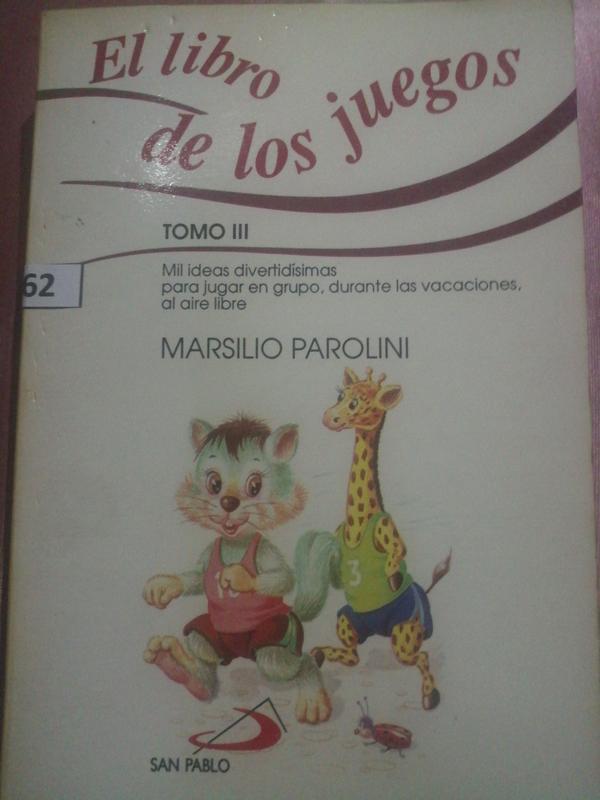 El libro
de los juegos
TOMO III
62
Mil ideas divertidísimas
para jugar en grupo, durante las vacaciones,
al aire libre
MARSILIO PAROLINI
3
SAN PABLO